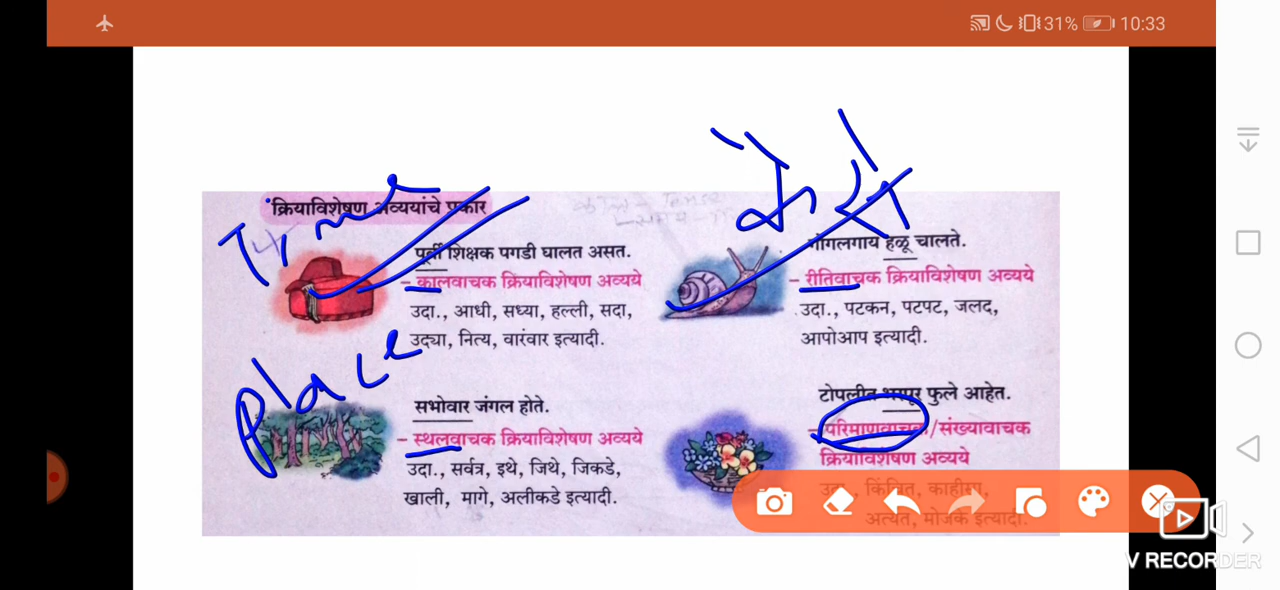 31% 10:33
क्रियाविशेषण अव्ययांचे प्रकार
Time
पूर्वी शिक्षक पगडी घालत असत.
– कालवाचक क्रियाविशेषण अव्यये
उदा., आधी, सध्या, हल्ली, सदा,
उद्या, नित्य, वारंवार इत्यादी.
गोगलगाय हळू चालते.
– रीतिवाचक क्रियाविशेषण अव्यये
उदा., पटकन, पटपट, जलद,
आपोआप इत्यादी.
Place
सभोवार जंगल होते.
– स्थलवाचक क्रियाविशेषण अव्यये
उदा., सर्वत्र, इथे, जिथे, जिकडे,
खाली, मागे, अलीकडे इत्यादी.
टोपलीत भरपूर फुले आहेत.
– परिमाणवाचक/संख्यावाचक
क्रियाविशेषण अव्यये
उदा., किंचित, काहीसा,
अत्यंत, मोजके इत्यादी.
V RECORDER